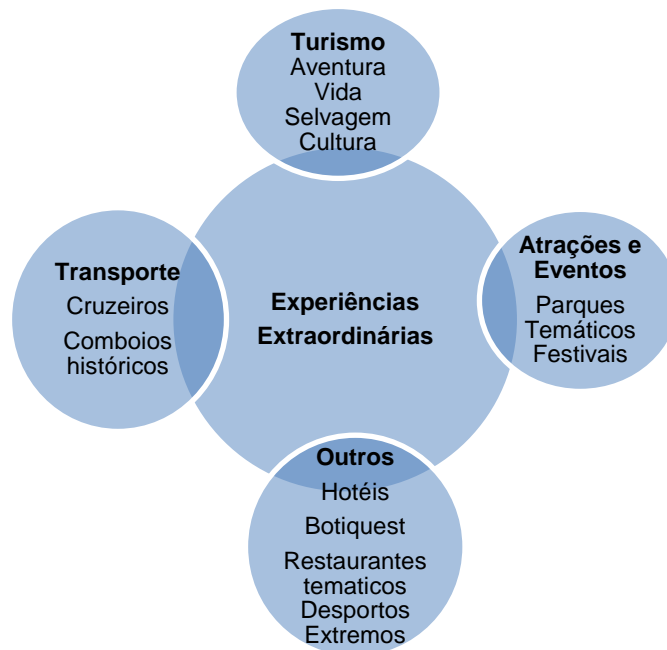 Turismo
Aventura
Vida
Selvagem
Cultura
Transporte
Cruzeiros
Comboios
históricos
Experiências
Extraordinárias
Atrações e
Eventos
Parques
Temáticos
Festivais
Outros
Hotéis
Botiquest
Restaurantes
tematicos
Desportos
Extremos